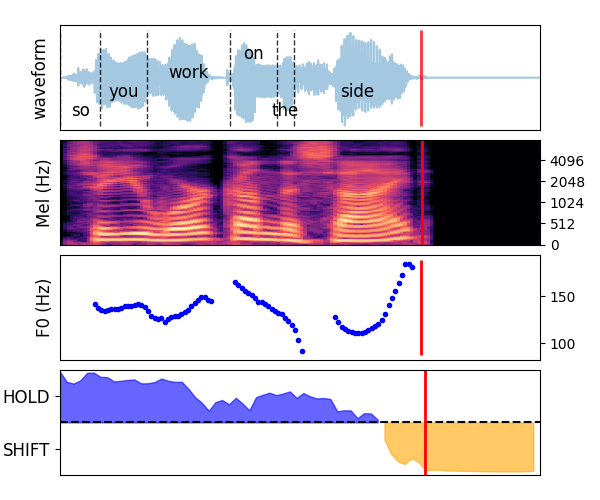 waveform
so
you
work
on
the
side
Mel (Hz)
4096
2048
1024
512
0
F0 (Hz)
150
100
HOLD
SHIFT